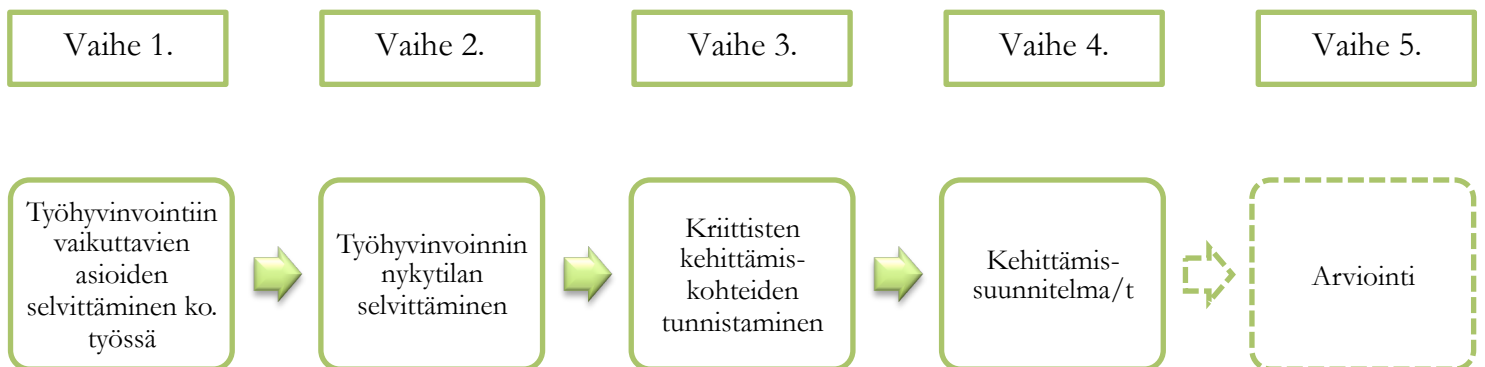 Vaihe 1.
Vaihe 2.
Vaihe 3.
Vaihe 4.
Vaihe 5.
Työhyvinvointiin
vaikuttavien
asioiden
selvittäminen ko.
työssä
Työhyvinvoinnin
nykytilan
selvittäminen
Kriittisten
kehittämis-
kohteiden
tunnistaminen
Kehittämis-
suunnitelma/t
Arviointi